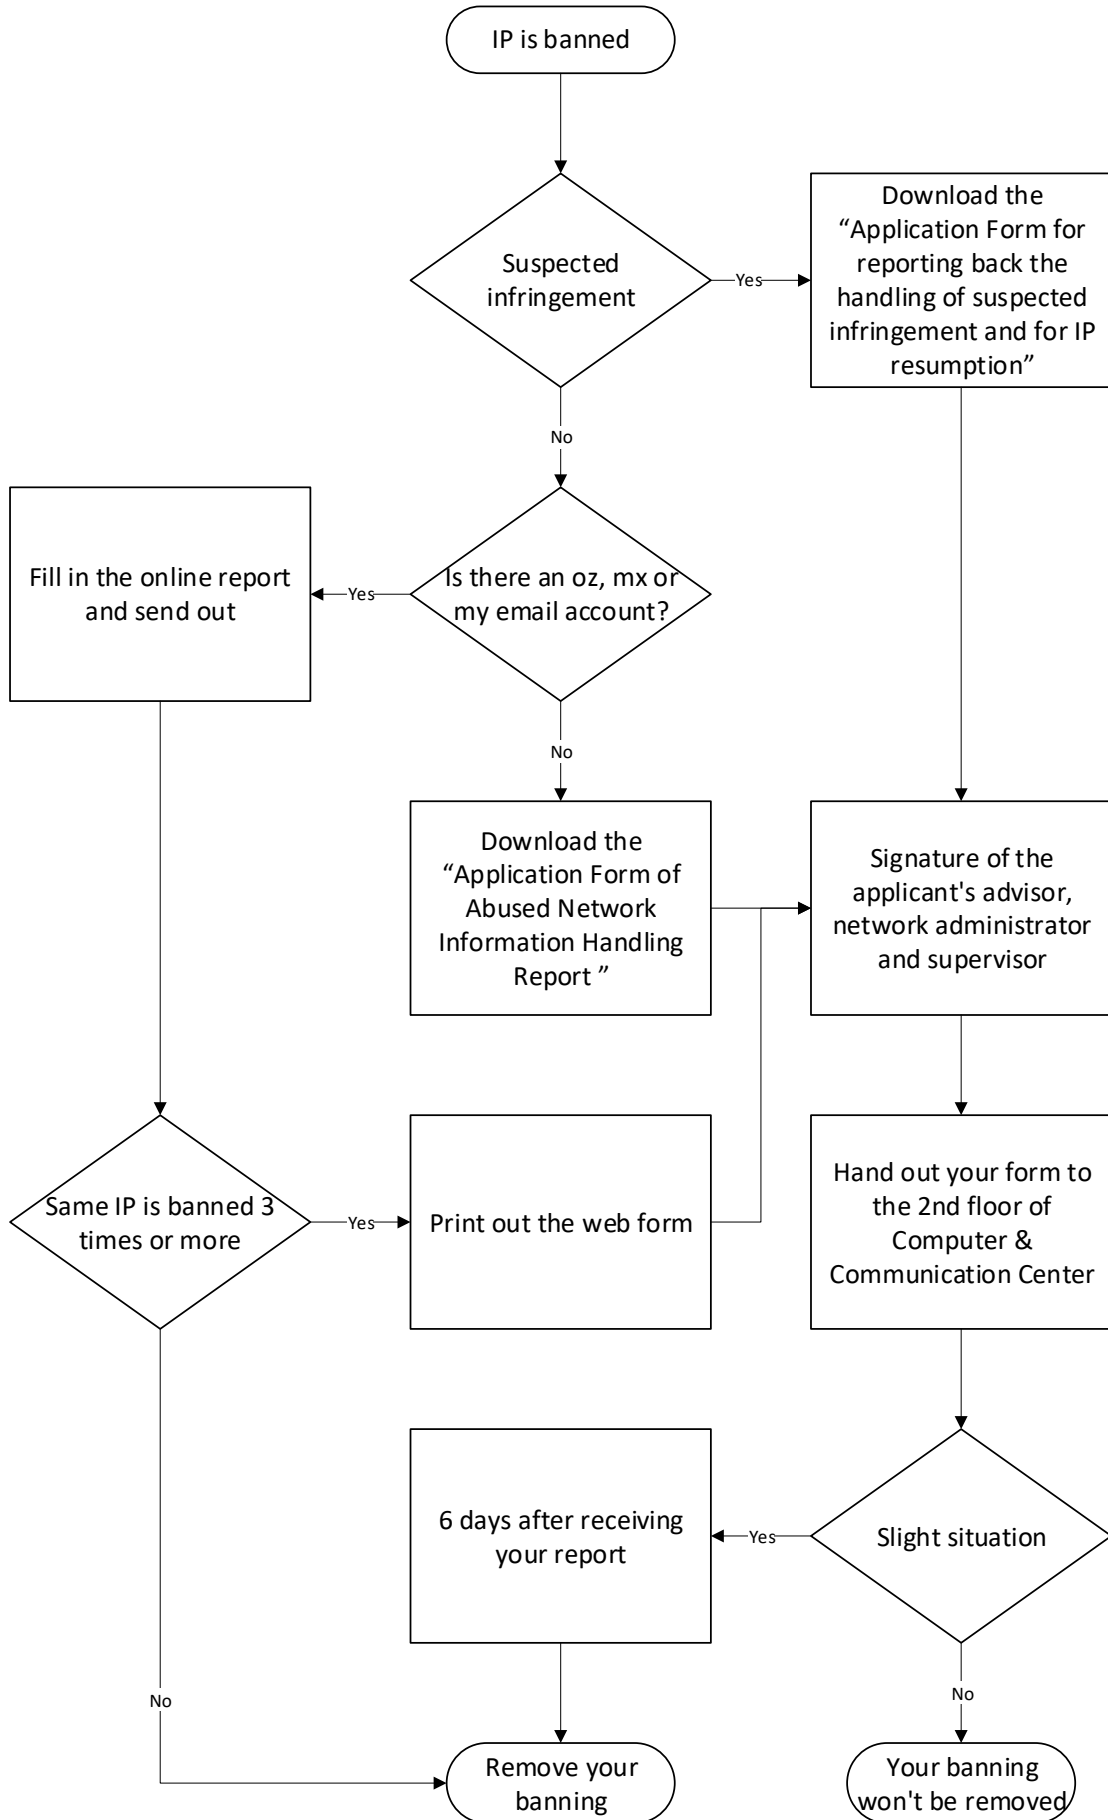 IP is banned
Suspected
infringement
Yes
Download the
“Application Form for
reporting back the
handling of suspected
infringement and for IP
resumption”
No
Fill in the online report
and send out
Yes
Is there an oz, mx or
my email account?
No
Download the
“Application Form of
Abused Network
Information Handling
Report ”
Signature of the
applicant's advisor,
network administrator
and supervisor
Same IP is banned 3
times or more
Yes
Print out the web form
Hand out your form to
the 2nd floor of
Computer &
Communication Center
6 days after receiving
your report
Yes
Slight situation
No
No
Remove your
banning
Your banning
won't be removed